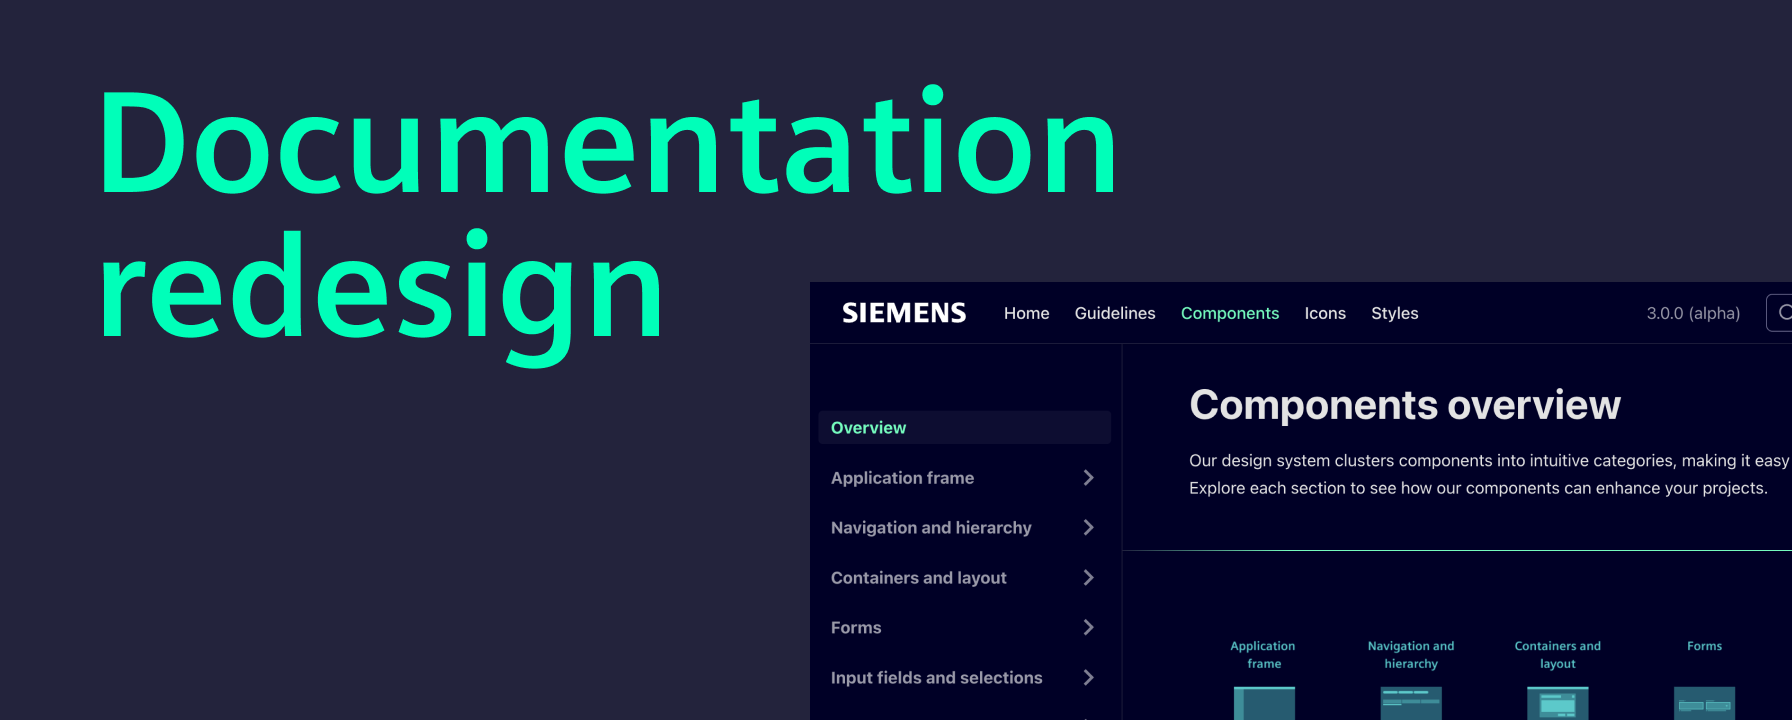 Documentation
redesign
SIEMENS Home Guidelines Components Icons Styles 3.0.0 (alpha)
Overview
Application frame
Navigation and hierarchy
Containers and layout
Forms
Input fields and selections
Components overview
Our design system clusters components into intuitive categories, making it easy
Explore each section to see how our components can enhance your projects.
Application
frame
Navigation and
hierarchy
Containers and
layout
Forms